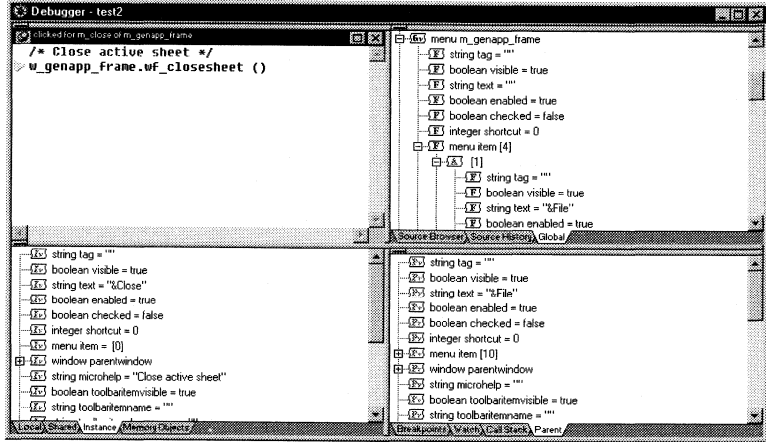 Debugger - test2
clicked for m_close of m_genapp_frame
/* Close active sheet */
w_genapp_frame.wf_closesheet ()
menu m_genapp_frame
string tag = ""
boolean visible = true
string text = ""
boolean enabled = true
boolean checked = false
integer shortcut = 0
menu item [4]
[1]
string tag = ""
boolean visible = true
string text = "&File"
boolean enabled = true
Source Browser Source History Global
string tag = ""
boolean visible = true
string text = "&Close"
boolean enabled = true
boolean checked = false
integer shortcut = 0
menu item = [0]
window parentwindow
string microhelp = "Close active sheet"
boolean toolbaritemvisible = true
string toolbaritemname = ""
Local Shared Instance Memory Objects
string tag = ""
boolean visible = true
string text = "&File"
boolean enabled = true
boolean checked = false
integer shortcut = 0
menu item [10]
window parentwindow
string microhelp = ""
boolean toolbaritemvisible = true
string toolbaritemname = ""
Breakpoints Watch Call Stack Parent